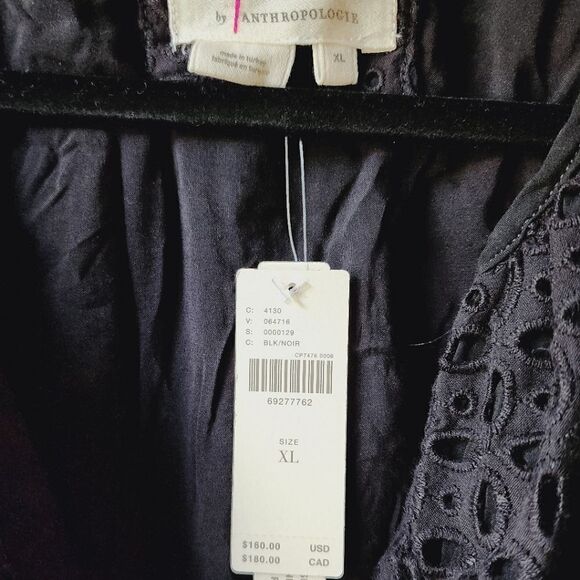 by ANTHROPOLOGIE
made in turkey
fabriqué en turquie
XL
C: 4130
V: 064716
S: 0000129
C: BLK/NOIR
CP7474 0008
69277762
SIZE
XL
$160.00 USD
$180.00 CAD